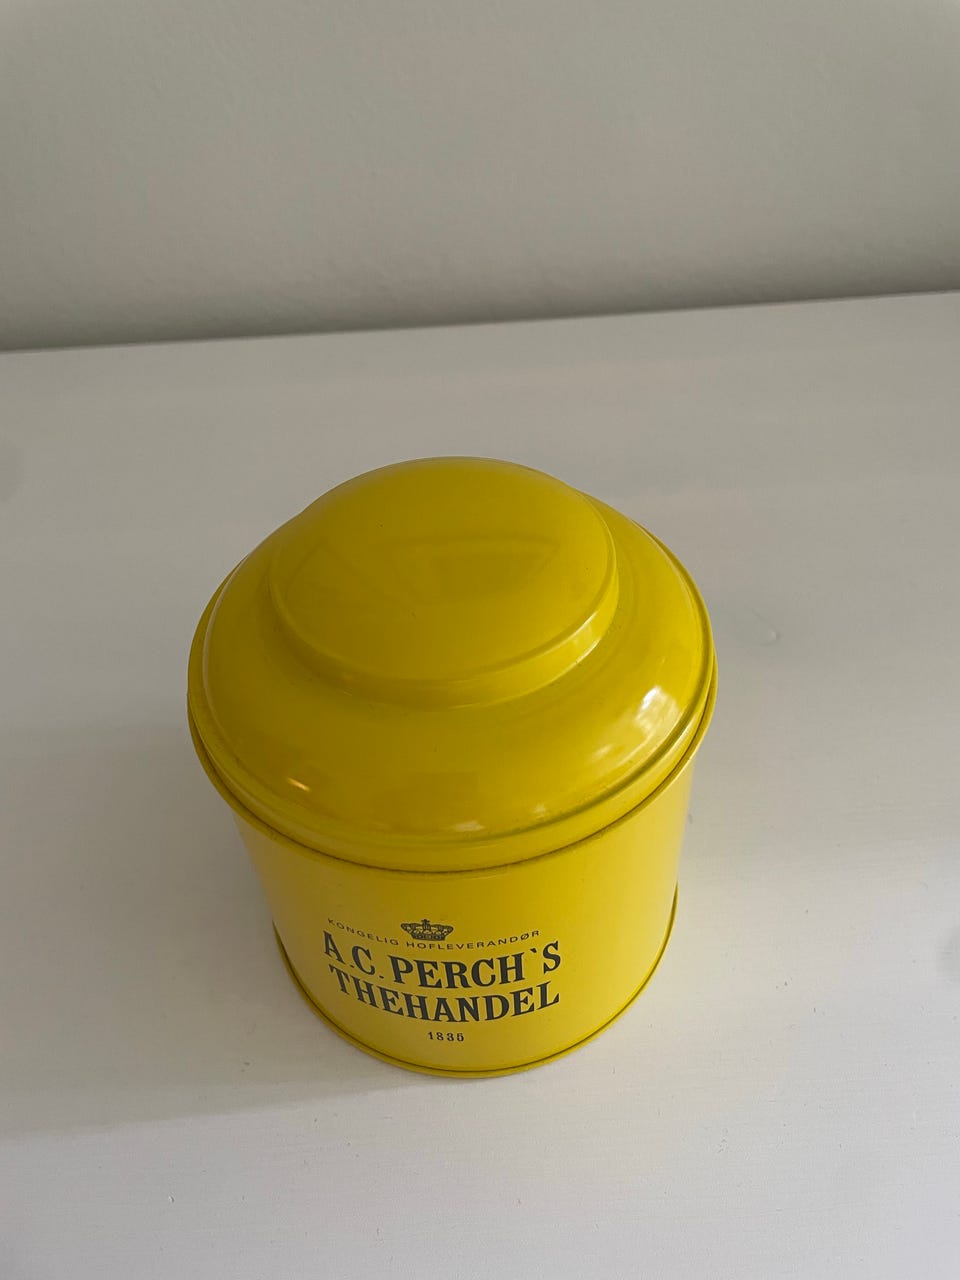 KONGELIG HOFLEVERANDØR
A.C. PERCH`S
THEHANDEL
1835